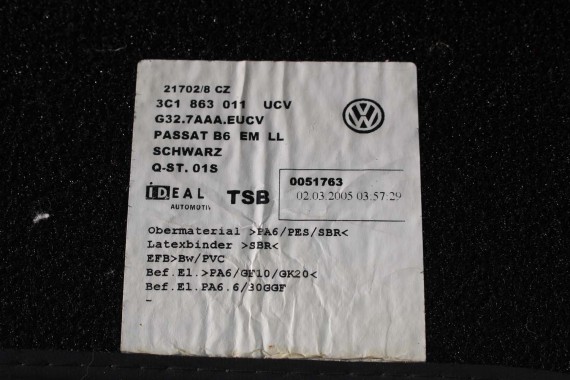 21702/8 CZ
3C1 863 011 UCV
G32.7AAA.EUCV
PASSAT B6 EM LL
SCHWARZ
Q-ST. 01S
IDEAL
AUTOMOTIV
TSB
0051763
02.03.2005 03:57:29
Obermaterial >PA6/PES/SBR<
Latexbinder >SBR<
EFB>Bw/PVC
Bef.El.>PA6/GF10/GK20<
Bef.El.PA6.6/30GGF
-